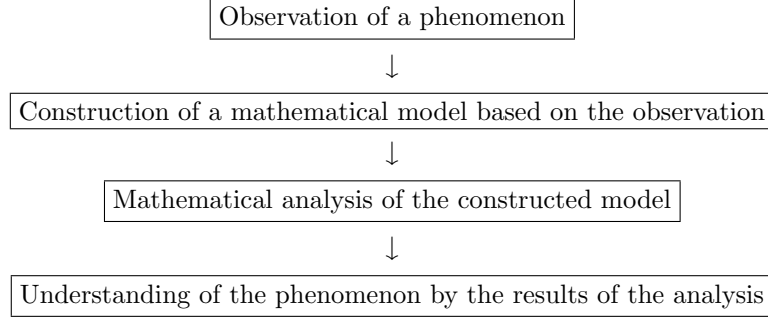 Observation of a phenomenon
↓
Construction of a mathematical model based on the observation
↓
Mathematical analysis of the constructed model
↓
Understanding of the phenomenon by the results of the analysis